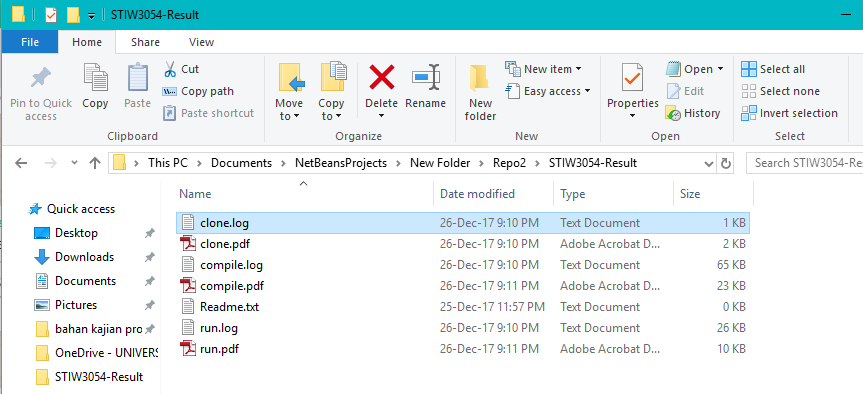 STIW3054-Result
File Home Share View
Pin to Quick access
Copy
Paste
Cut
Copy path
Paste shortcut
Clipboard
Move to
Copy to
Delete
Rename
Organize
New folder
New item
Easy access
New
Properties
Open
Edit
History
Open
Select all
Select none
Invert selection
Select
This PC > Documents > NetBeansProjects > New Folder > Repo2 > STIW3054-Result
Search STIW3054-Re
Quick access
Desktop
Downloads
Documents
Pictures
bahan kajian pro
OneDrive - UNIVER
STIW3054-Result
Name Date modified Type Size
clone.log 26-Dec-17 9:10 PM Text Document 1 KB
clone.pdf 26-Dec-17 9:10 PM Adobe Acrobat D... 2 KB
compile.log 26-Dec-17 9:10 PM Text Document 65 KB
compile.pdf 26-Dec-17 9:11 PM Adobe Acrobat D... 23 KB
Readme.txt 25-Dec-17 11:57 PM Text Document 0 KB
run.log 26-Dec-17 9:10 PM Text Document 26 KB
run.pdf 26-Dec-17 9:11 PM Adobe Acrobat D... 10 KB